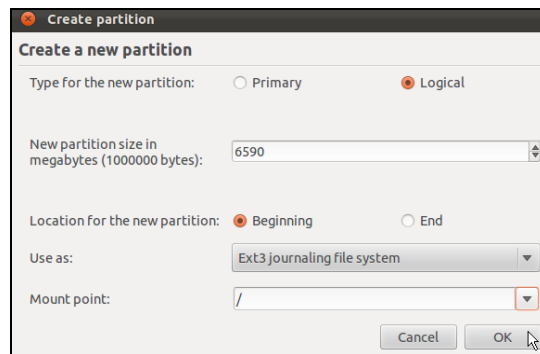 Create partition
Create a new partition
Type for the new partition: Primary Logical
New partition size in
megabytes (1000000 bytes): 6590
Location for the new partition: Beginning End
Use as: Ext3 journaling file system
Mount point: /
Cancel OK